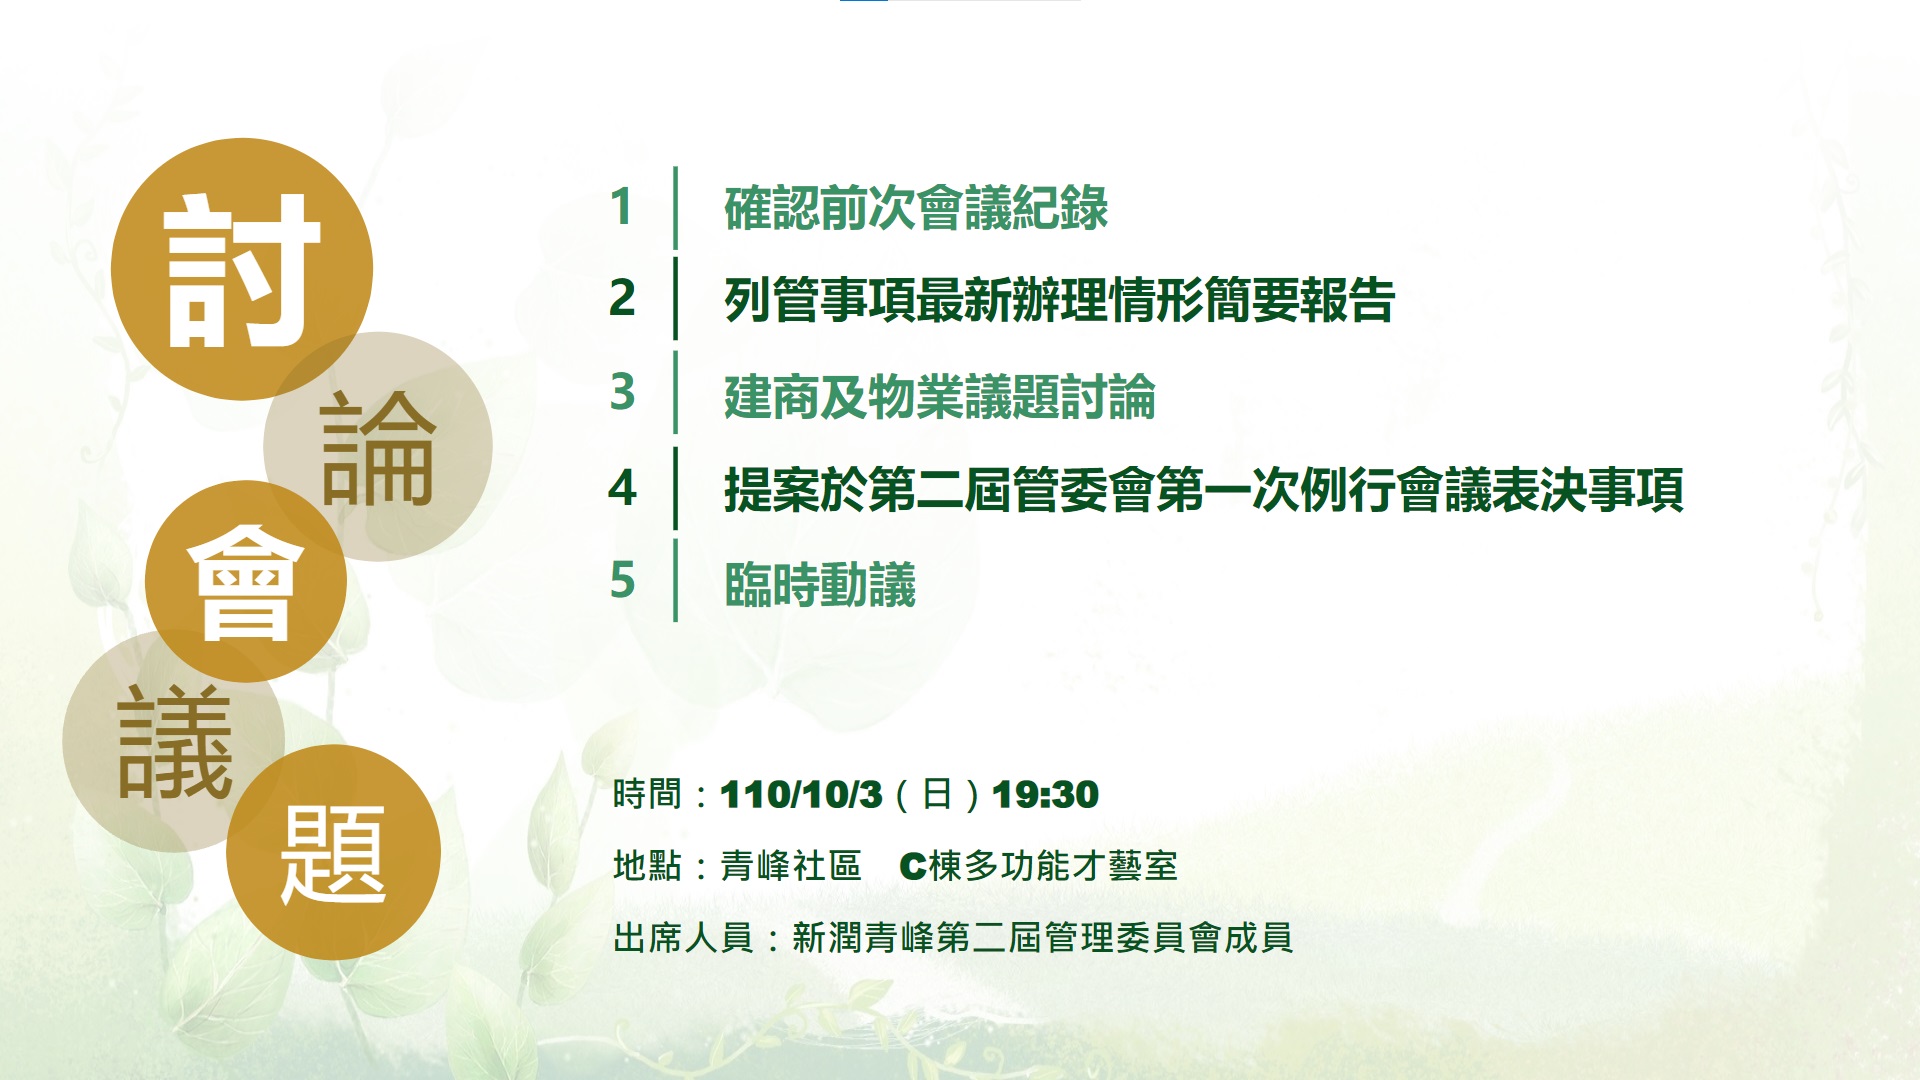 討
論
會
議
題
1 確認前次會議紀錄
2 列管事項最新辦理情形簡要報告
3 建商及物業議題討論
4 提案於第二屆管委會第一次例行會議表決事項
5 臨時動議
時間：110/10/3（日）19:30
地點：青峰社區　C棟多功能才藝室
出席人員：新潤青峰第二屆管理委員會成員